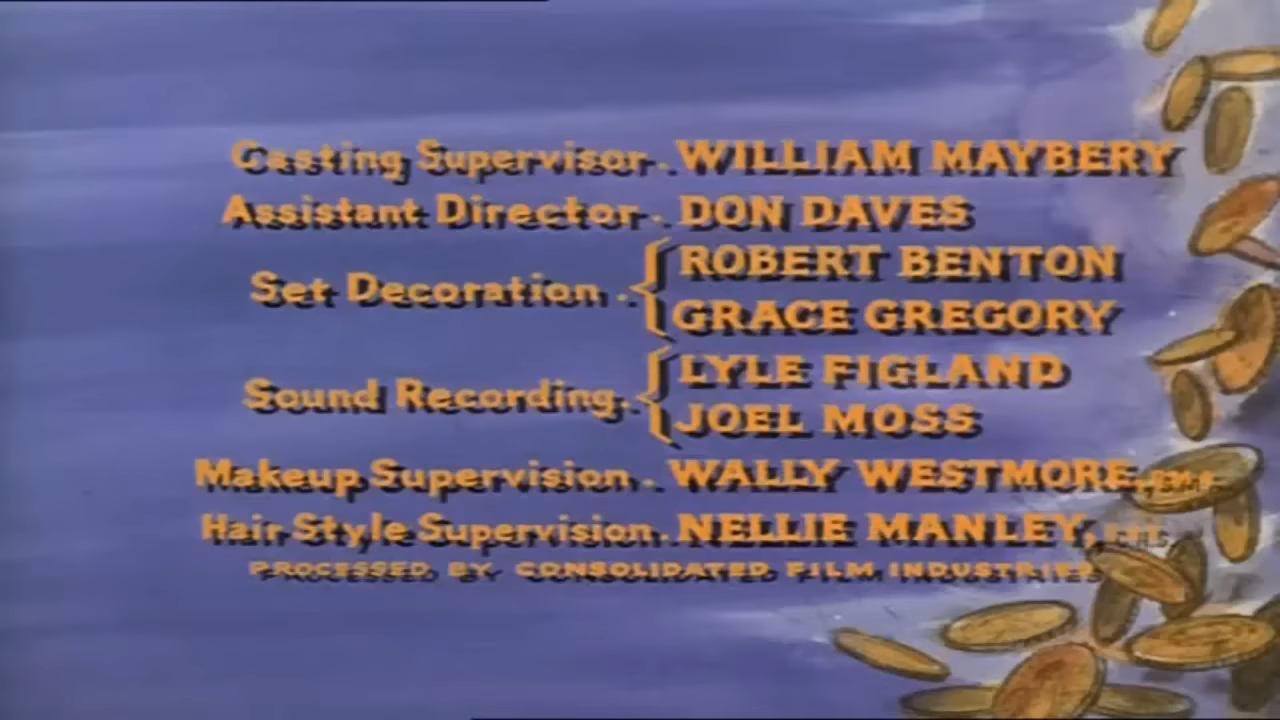 Casting Supervisor . WILLIAM MAYBERY
Assistant Director . DON DAVES
Set Decoration . { ROBERT BENTON
GRACE GREGORY
Sound Recording . { LYLE FIGLAND
JOEL MOSS
Makeup Supervision . WALLY WESTMORE,
Hair Style Supervision . NELLIE MANLEY,
PROCESSED BY CONSOLIDATED FILM INDUSTRIES